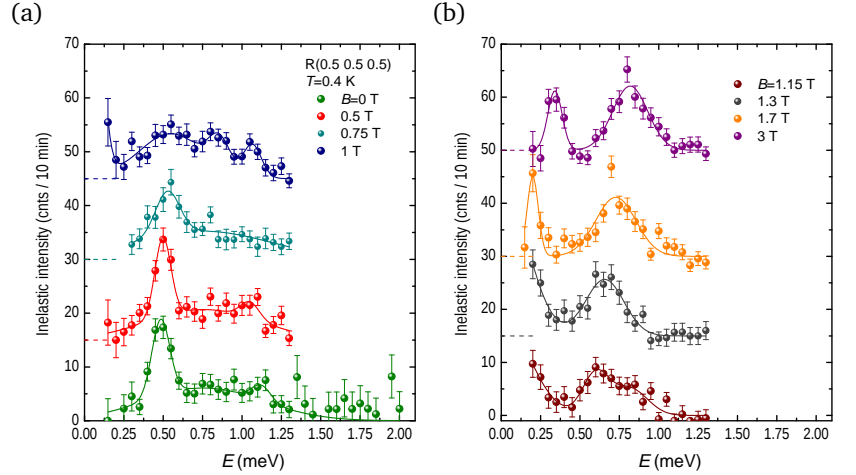 (a)
70
60
50
40
30
20
10
0
Inelastic intensity (cnts / 10 min)
R(0.5 0.5 0.5)
T=0.4 K
B=0 T
0.5 T
0.75 T
1 T
0.00 0.25 0.50 0.75 1.00 1.25 1.50 1.75 2.00
E (meV)
(b)
70
60
50
40
30
20
10
0
Inelastic intensity (cnts / 10 min)
B=1.15 T
1.3 T
1.7 T
3 T
0.00 0.25 0.50 0.75 1.00 1.25 1.50 1.75 2.00
E (meV)